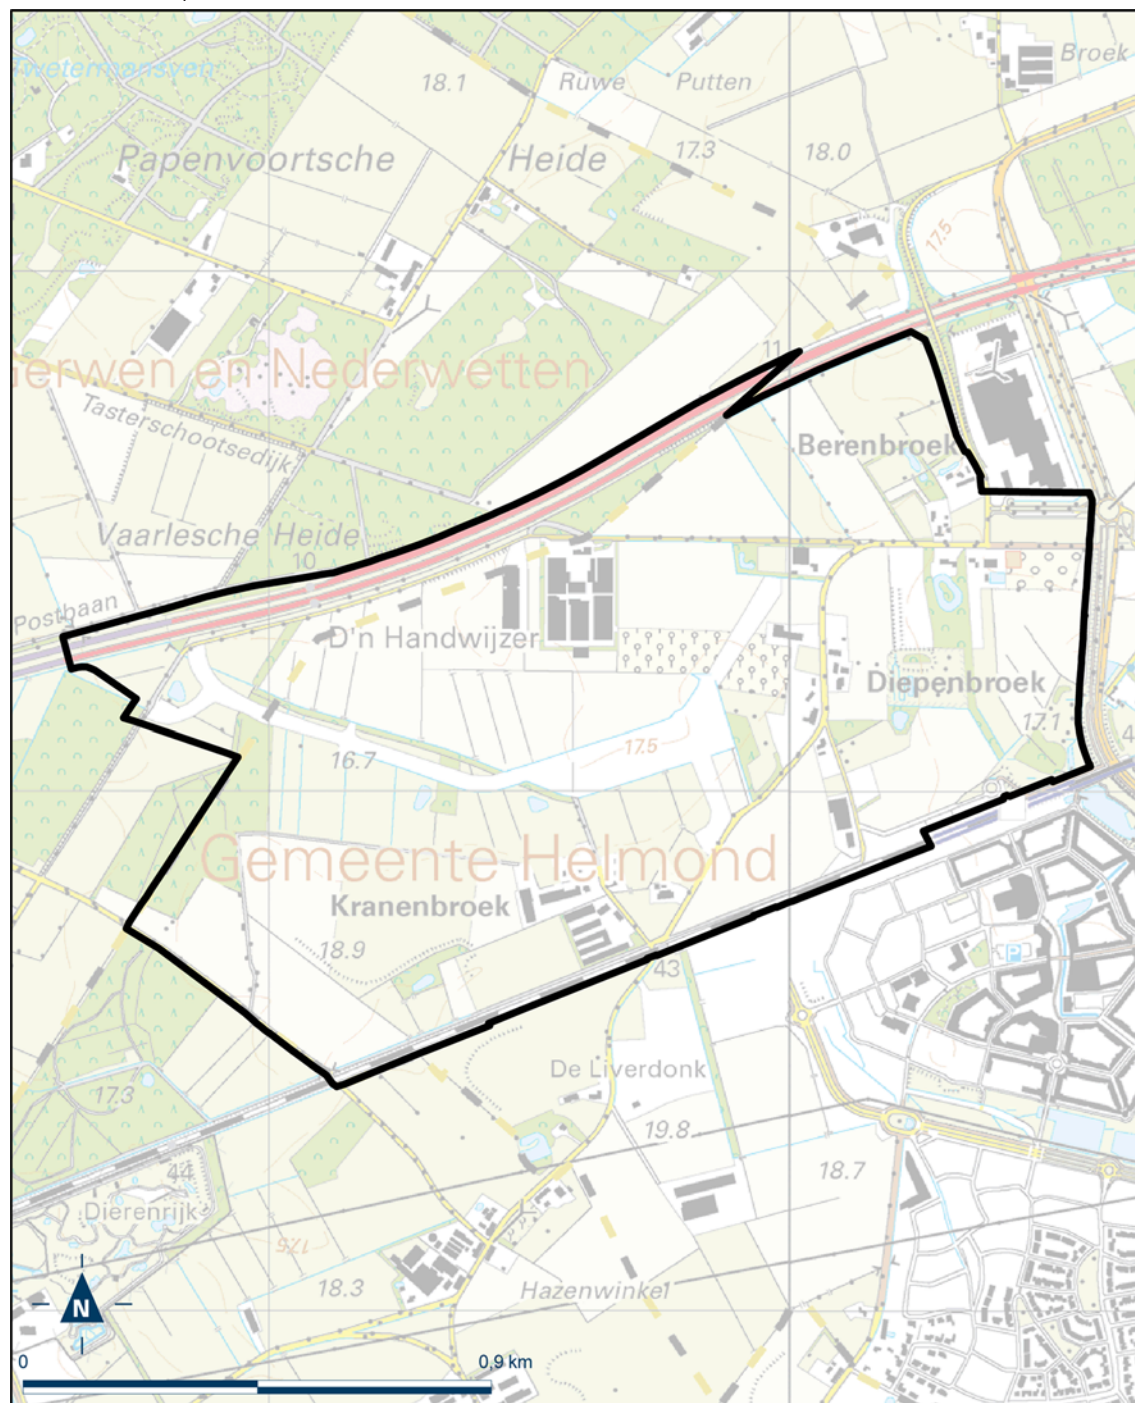 Broek
Twetermansven
18.1
Rüwe Putten
Papenvoortsche Heide
17.3
18.0
17.5
11
Gerwen en Nederwetten
Tasterschootsedijk
Berenbroek
Vaarlesche Heide
10
Postbaan
D'n Handwijzer
Diepenbroek
17.1
17.5
16.7
Gemeente Helmond
Kranenbroek
18.9
43
P
De Liverdonk
17.3
19.8
18.7
44
Dierenrijk
17.5
18.3
Hazenwinkel
N
0 0,9 km